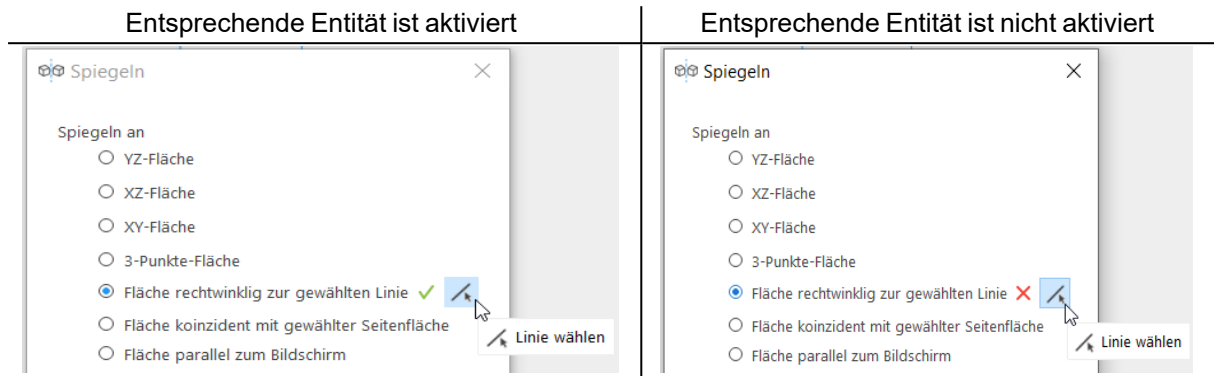 Entsprechende Entität ist aktiviert
Spiegeln
Spiegeln an
YZ-Fläche
XZ-Fläche
XY-Fläche
3-Punkte-Fläche
Fläche rechtwinklig zur gewählten Linie
Fläche koinzident mit gewählter Seitenfläche
Linie wählen
Fläche parallel zum Bildschirm
Entsprechende Entität ist nicht aktiviert
Spiegeln
Spiegeln an
YZ-Fläche
XZ-Fläche
XY-Fläche
3-Punkte-Fläche
Fläche rechtwinklig zur gewählten Linie
Fläche koinzident mit gewählter Seitenfläche
Linie wählen
Fläche parallel zum Bildschirm